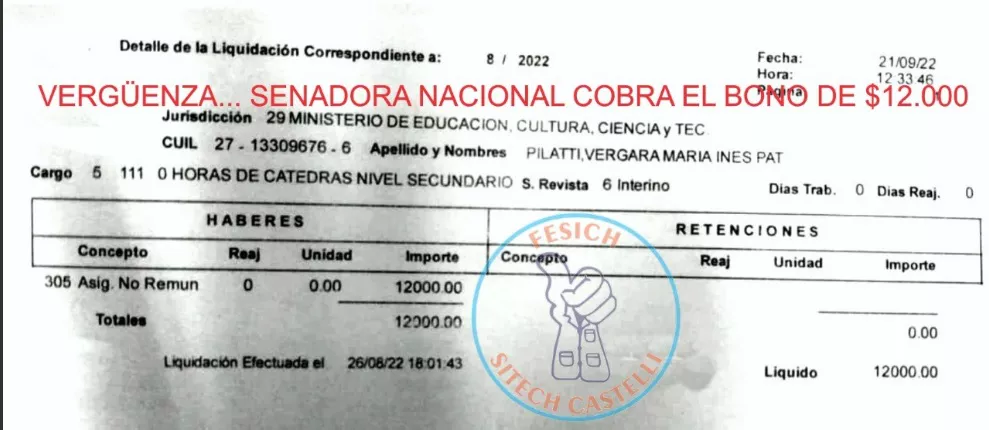 Detalle de la Liquidación Correspondiente a: 8 / 2022
Fecha: 21/09/22
Hora: 12 33 46
Página
VERGÜENZA... SENADORA NACIONAL COBRA EL BONO DE $12.000
Jurisdicción 29 MINISTERIO DE EDUCACION, CULTURA, CIENCIA y TEC
CUIL 27 - 13309676 - 6 Apellido y Nombres PILATTI,VERGARA MARIA INES PAT
Cargo 5 111 0 HORAS DE CATEDRAS NIVEL SECUNDARIO S. Revista 6 Interino Dias Trab. 0 Dias Reaj. 0
HABERES RETENCIONES
Concepto Reaj Unidad Importe Concepto Reaj Unidad Importe
305 Asig. No Remun 0 0.00 12000.00
Totales 12000.00 0.00
Liquidación Efectuada el 26/08/22 18:01:43
Liquido 12000.00
FESICH
SITECH CASTELLI